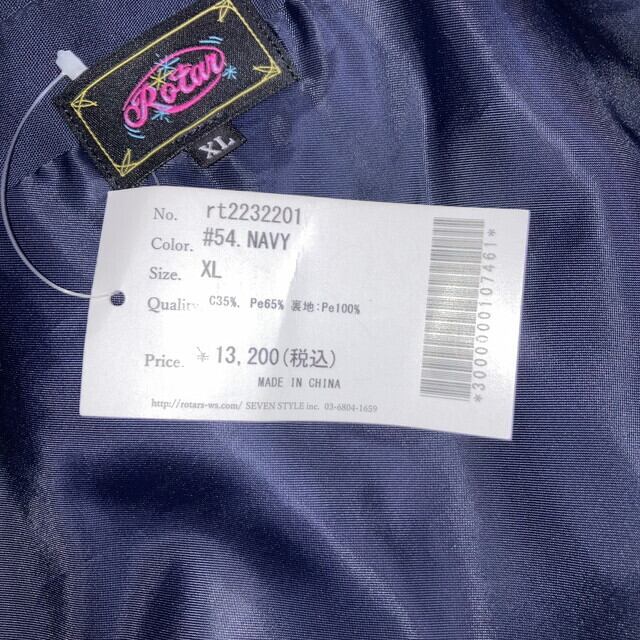 Rotar
XL
No. rt2232201
Color. #54. NAVY
Size. XL
Quality. C35%, Pe65% 裏地:Pe100%
Price. ¥ 13,200(税込)
MADE IN CHINA
http://rotars-ws.com/ SEVEN STYLE inc. 03-6804-1659
*3000000107461*